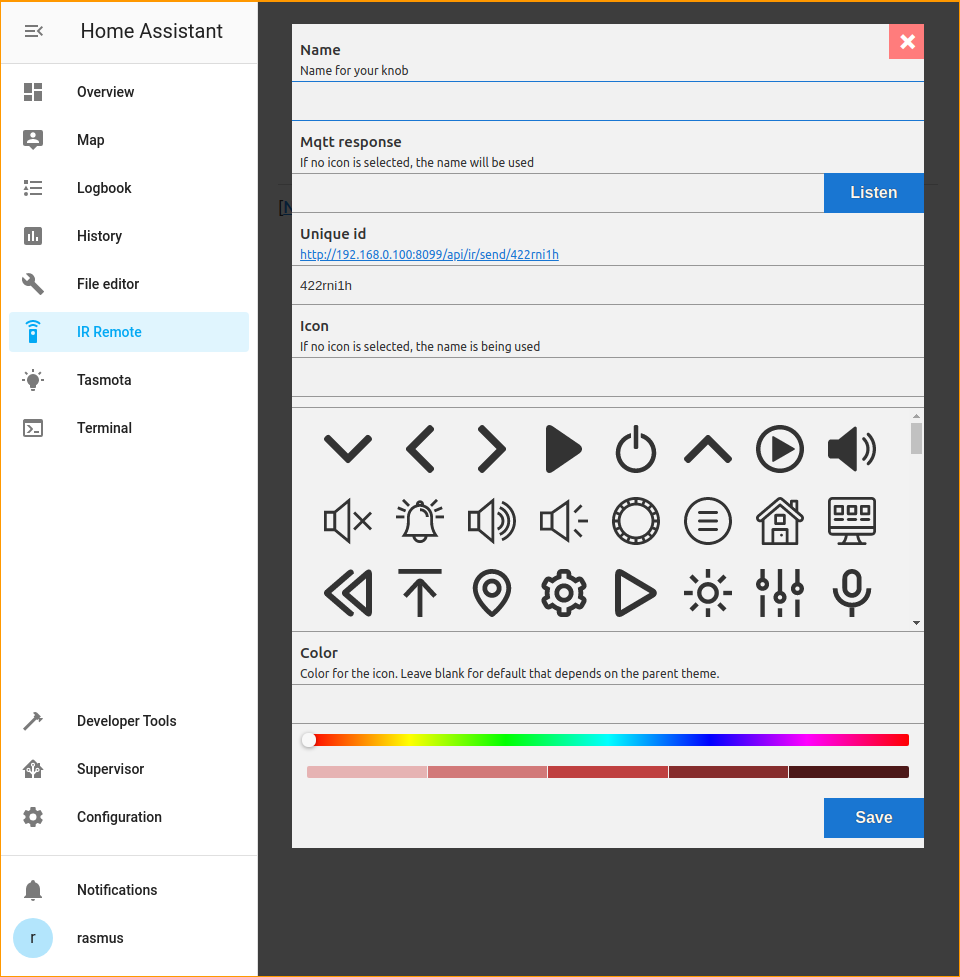 Home Assistant
Overview
Map
Logbook
History
File editor
IR Remote
Tasmota
Terminal
Developer Tools
Supervisor
Configuration
Notifications
r
rasmus
Name
Name for your knob
Mqtt response
If no icon is selected, the name will be used
Listen
Unique id
http://192.168.0.100:8099/api/ir/send/422rni1h
422rni1h
Icon
If no icon is selected, the name is being used
Color
Color for the icon. Leave blank for default that depends on the parent theme.
Save